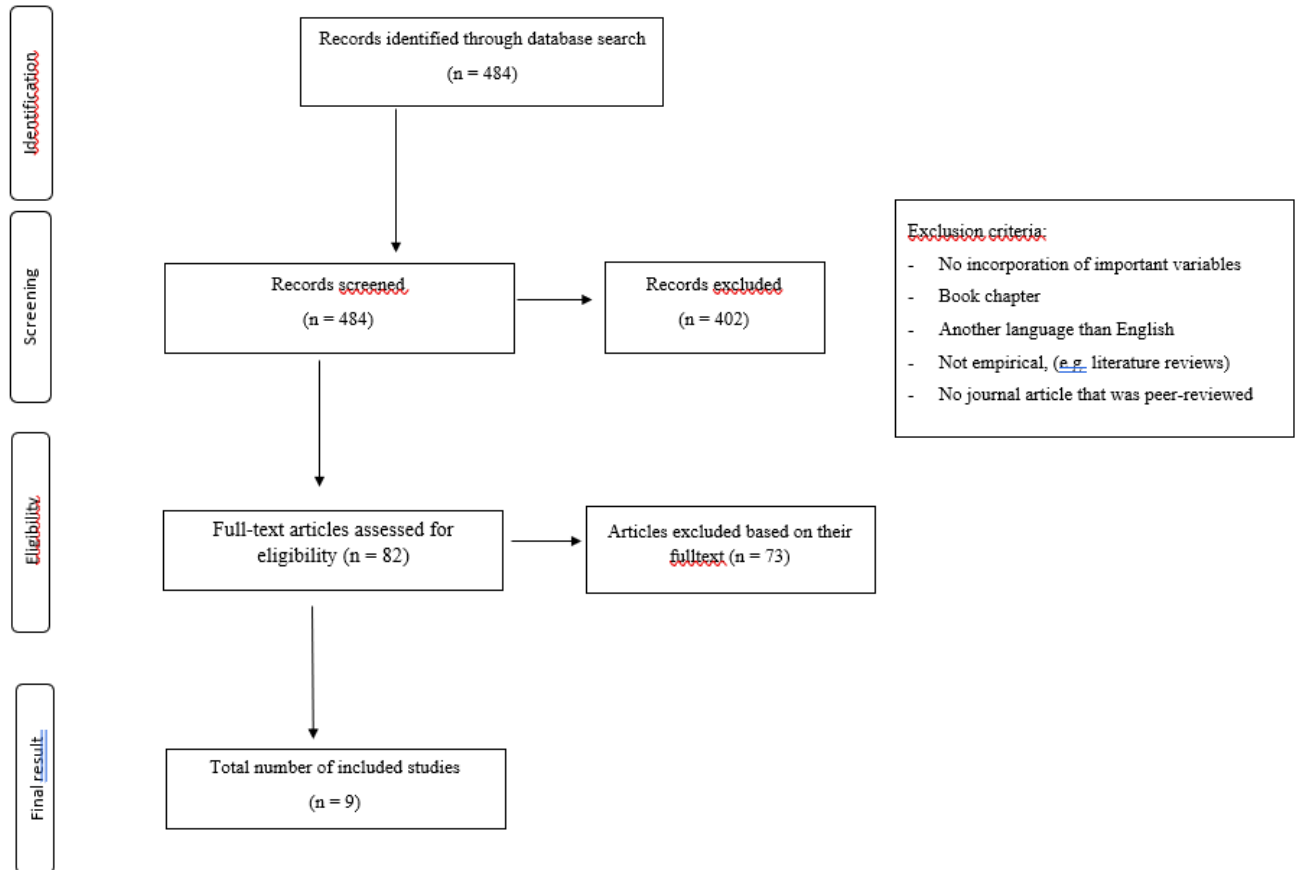 Identification
Records identified through database search
(n = 484)
Screening
Records screened
(n = 484)
Records excluded
(n = 402)
Exclusion criteria:
- No incorporation of important variables
- Book chapter
- Another language than English
- Not empirical, (e.g. literature reviews)
- No journal article that was peer-reviewed
Eligibility
Full-text articles assessed for
eligibility (n = 82)
Articles excluded based on their
fulltext (n = 73)
Final result
Total number of included studies
(n = 9)